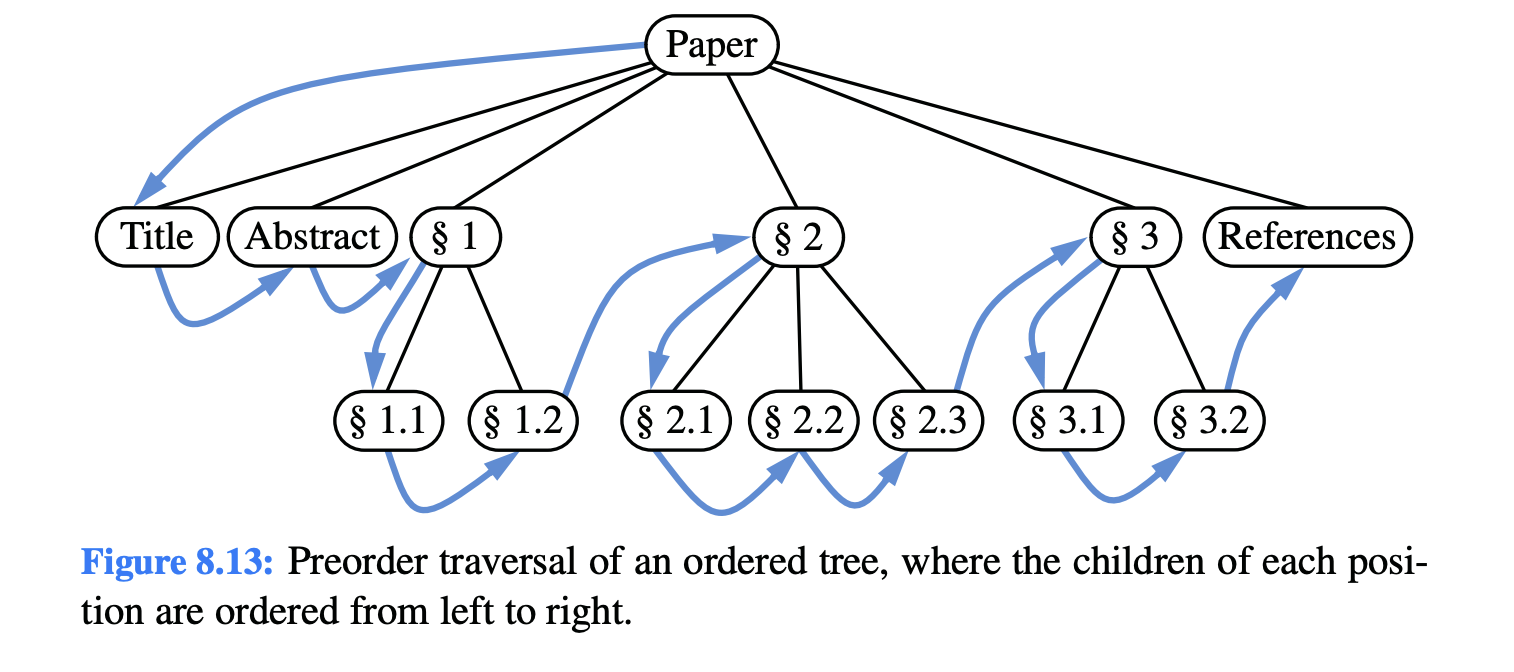 Paper
Title Abstract § 1 § 2 § 3 References
§ 1.1 § 1.2 § 2.1 § 2.2 § 2.3 § 3.1 § 3.2
Figure 8.13: Preorder traversal of an ordered tree, where the children of each posi-
tion are ordered from left to right.